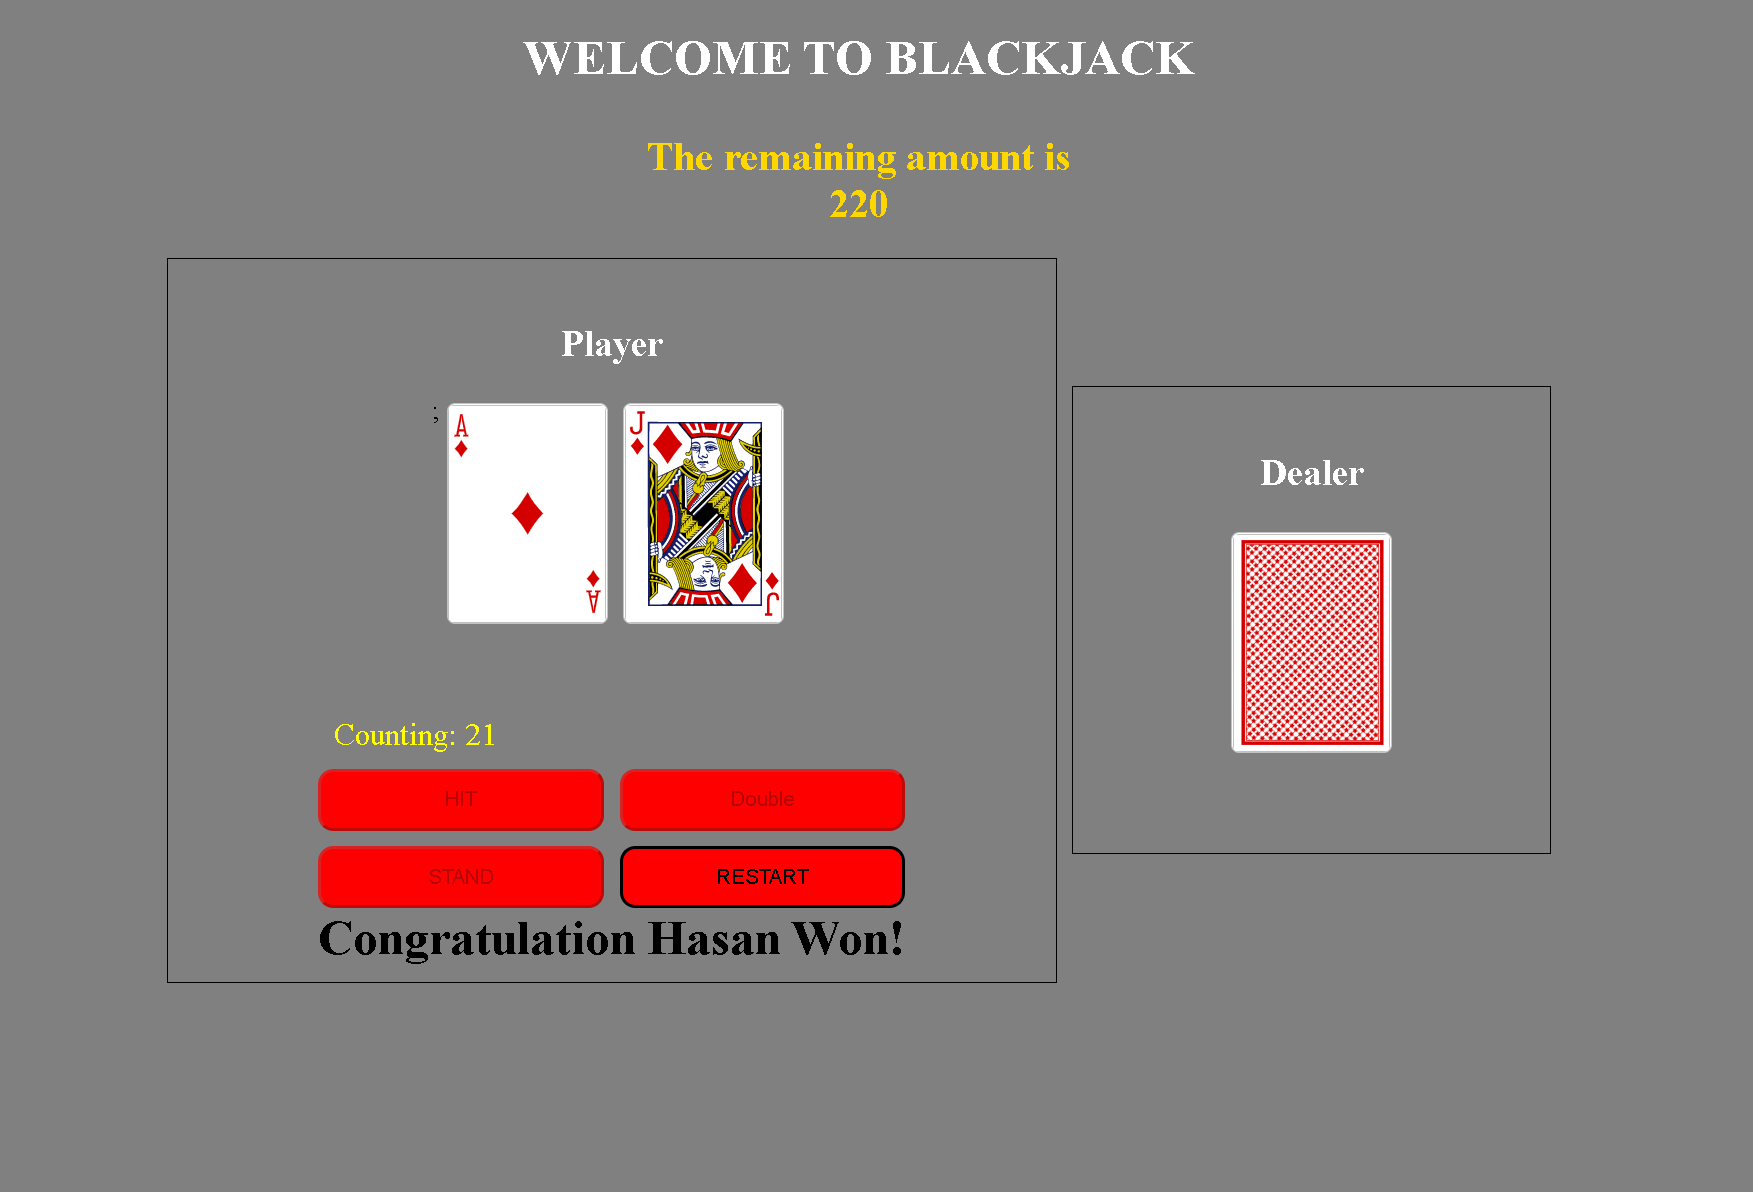 WELCOME TO BLACKJACK
The remaining amount is
220
Player
;
A
A
J
J
Dealer
Counting: 21
HIT
Double
STAND
RESTART
Congratulation Hasan Won!